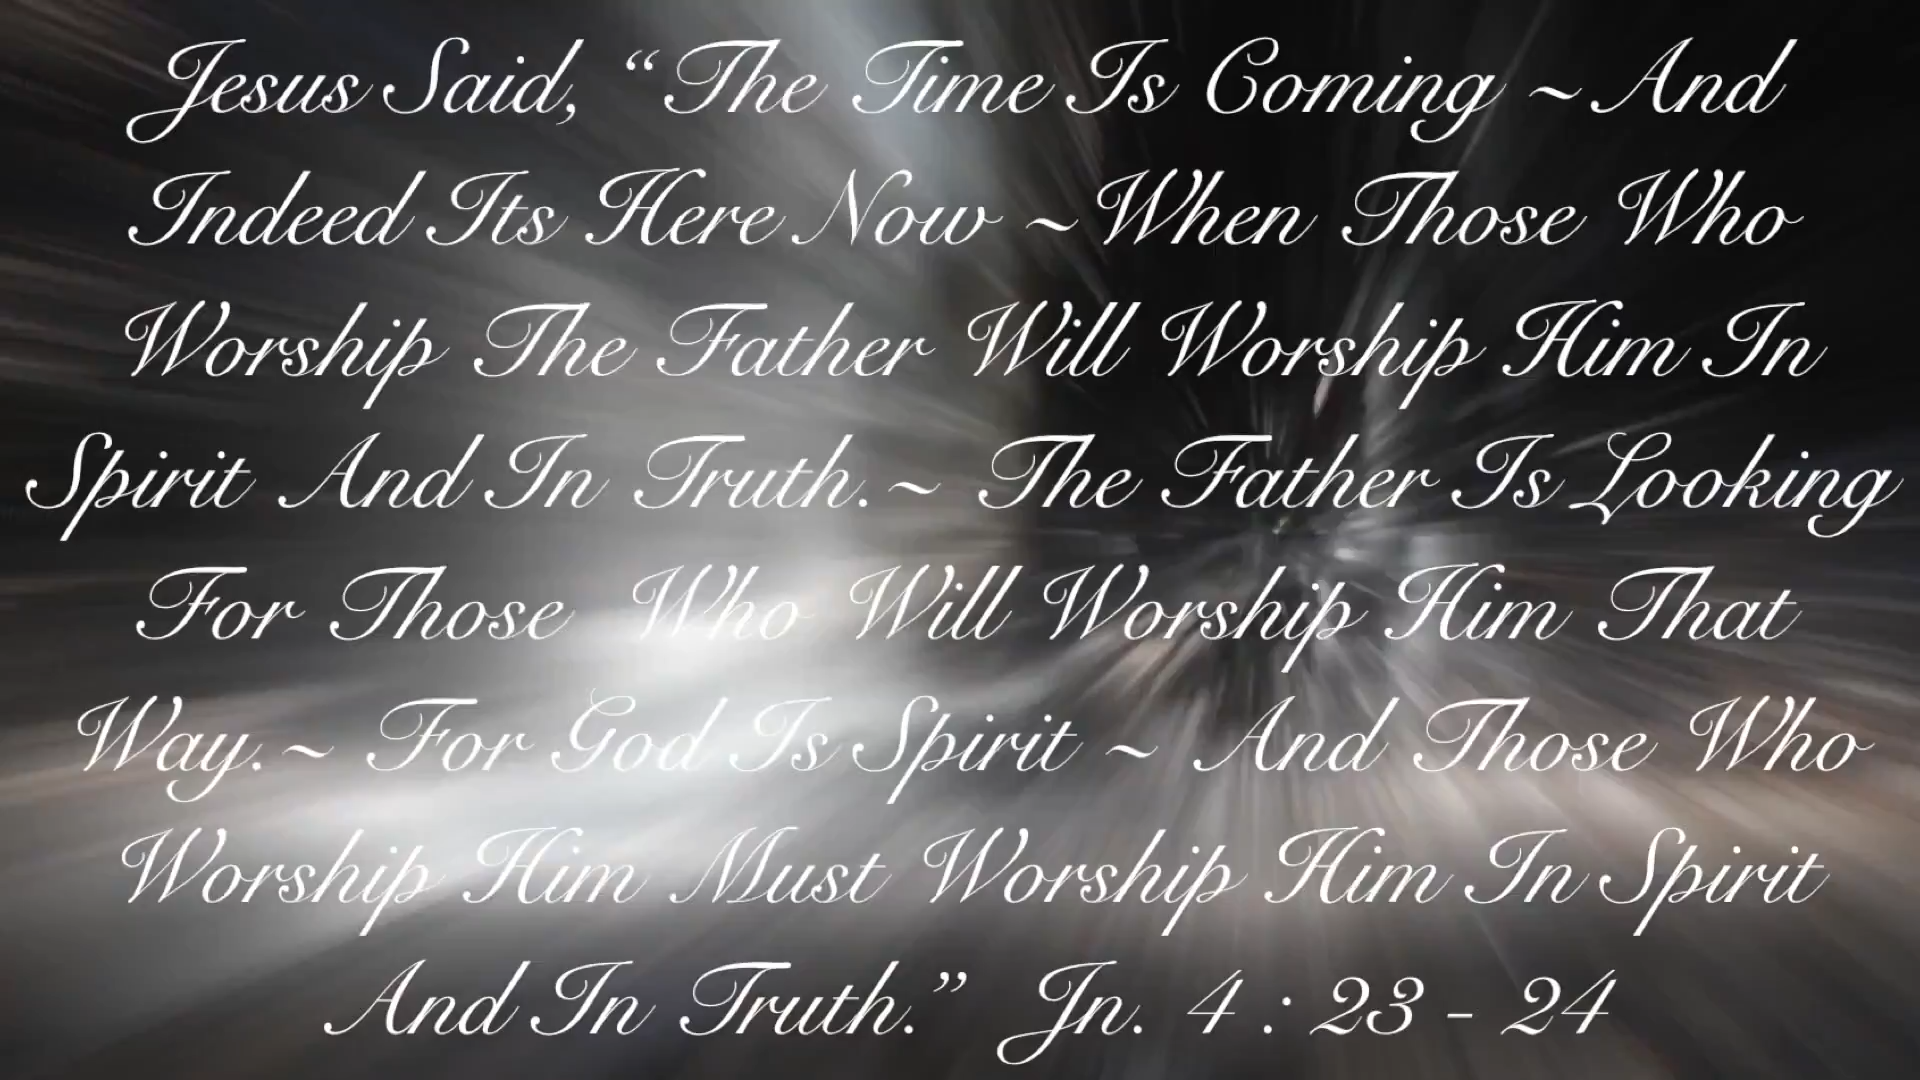 Jesus Said, “The Time Is Coming ~And
Indeed Its Here Now ~When Those Who
Worship The Father Will Worship Him In
Spirit And In Truth.~ The Father Is Looking
For Those Who Will Worship Him That
Way.~ For God Is Spirit ~ And Those Who
Worship Him Must Worship Him In Spirit
And In Truth.” Jn. 4 : 23 - 24